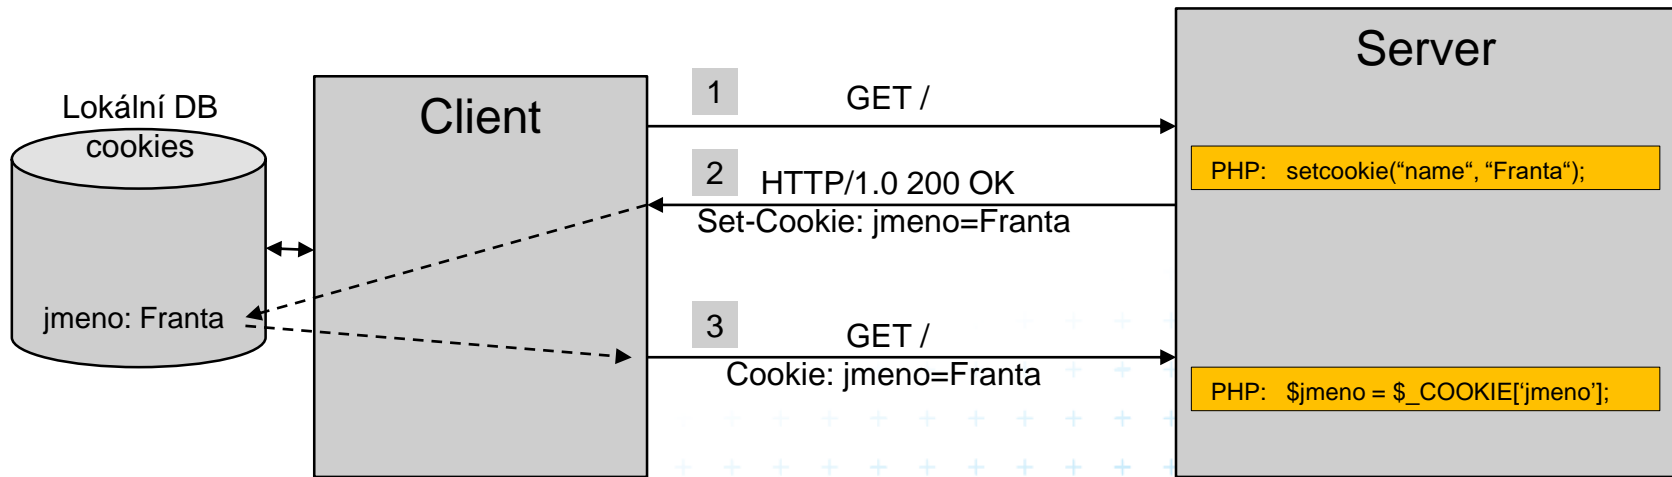 Lokální DB
cookies
jmeno: Franta
Client
1
GET /
2
HTTP/1.0 200 OK
Set-Cookie: jmeno=Franta
3
GET /
Cookie: jmeno=Franta
Server
PHP: setcookie(“name“, “Franta“);
PHP: $jmeno = $_COOKIE[‘jmeno’];